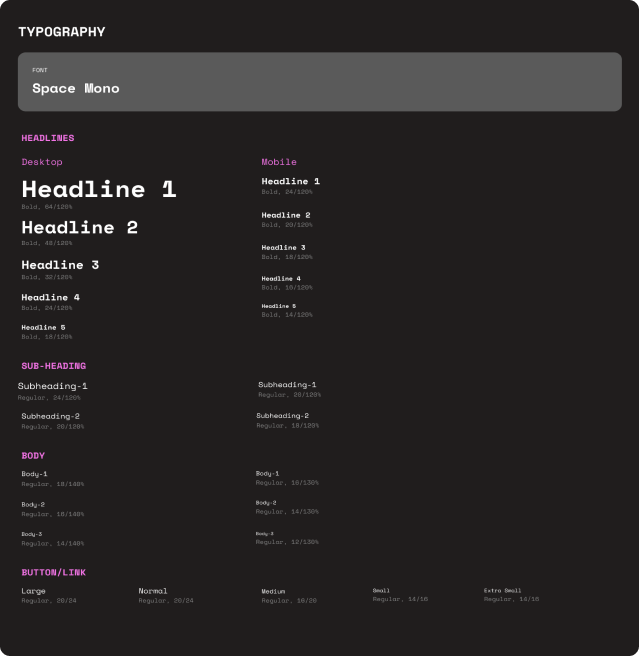 TYPOGRAPHY
FONT
Space Mono
HEADLINES
Desktop
Headline 1
Bold, 64/120%
Headline 2
Bold, 48/120%
Headline 3
Bold, 32/120%
Headline 4
Bold, 24/120%
Headline 5
Bold, 18/120%
Mobile
Headline 1
Bold, 24/120%
Headline 2
Bold, 20/120%
Headline 3
Bold, 18/120%
Headline 4
Bold, 16/120%
Headline 5
Bold, 14/120%
SUB-HEADING
Subheading-1
Regular, 24/120%
Subheading-2
Regular, 20/120%
Subheading-1
Regular, 20/120%
Subheading-2
Regular, 18/120%
BODY
Body-1
Regular, 18/140%
Body-2
Regular, 16/140%
Body-3
Regular, 14/140%
Body-1
Regular, 16/130%
Body-2
Regular, 14/130%
Body-3
Regular, 12/130%
BUTTON/LINK
Large
Regular, 20/24
Normal
Regular, 20/24
Medium
Regular, 16/20
Small
Regular, 14/16
Extra Small
Regular, 14/16